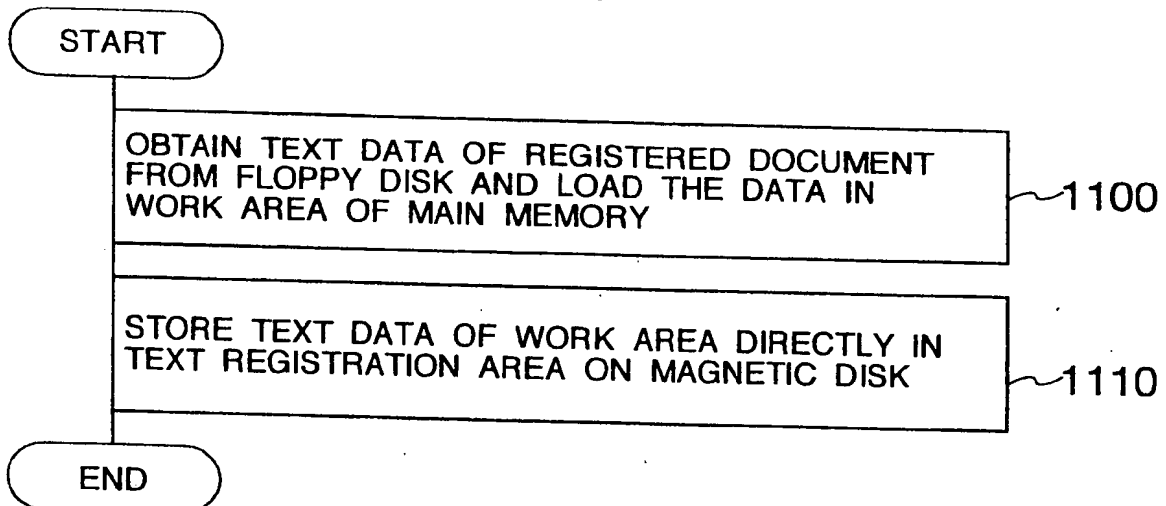 START
OBTAIN TEXT DATA OF REGISTERED DOCUMENT
FROM FLOPPY DISK AND LOAD THE DATA IN
WORK AREA OF MAIN MEMORY
1100
STORE TEXT DATA OF WORK AREA DIRECTLY IN
TEXT REGISTRATION AREA ON MAGNETIC DISK
1110
END